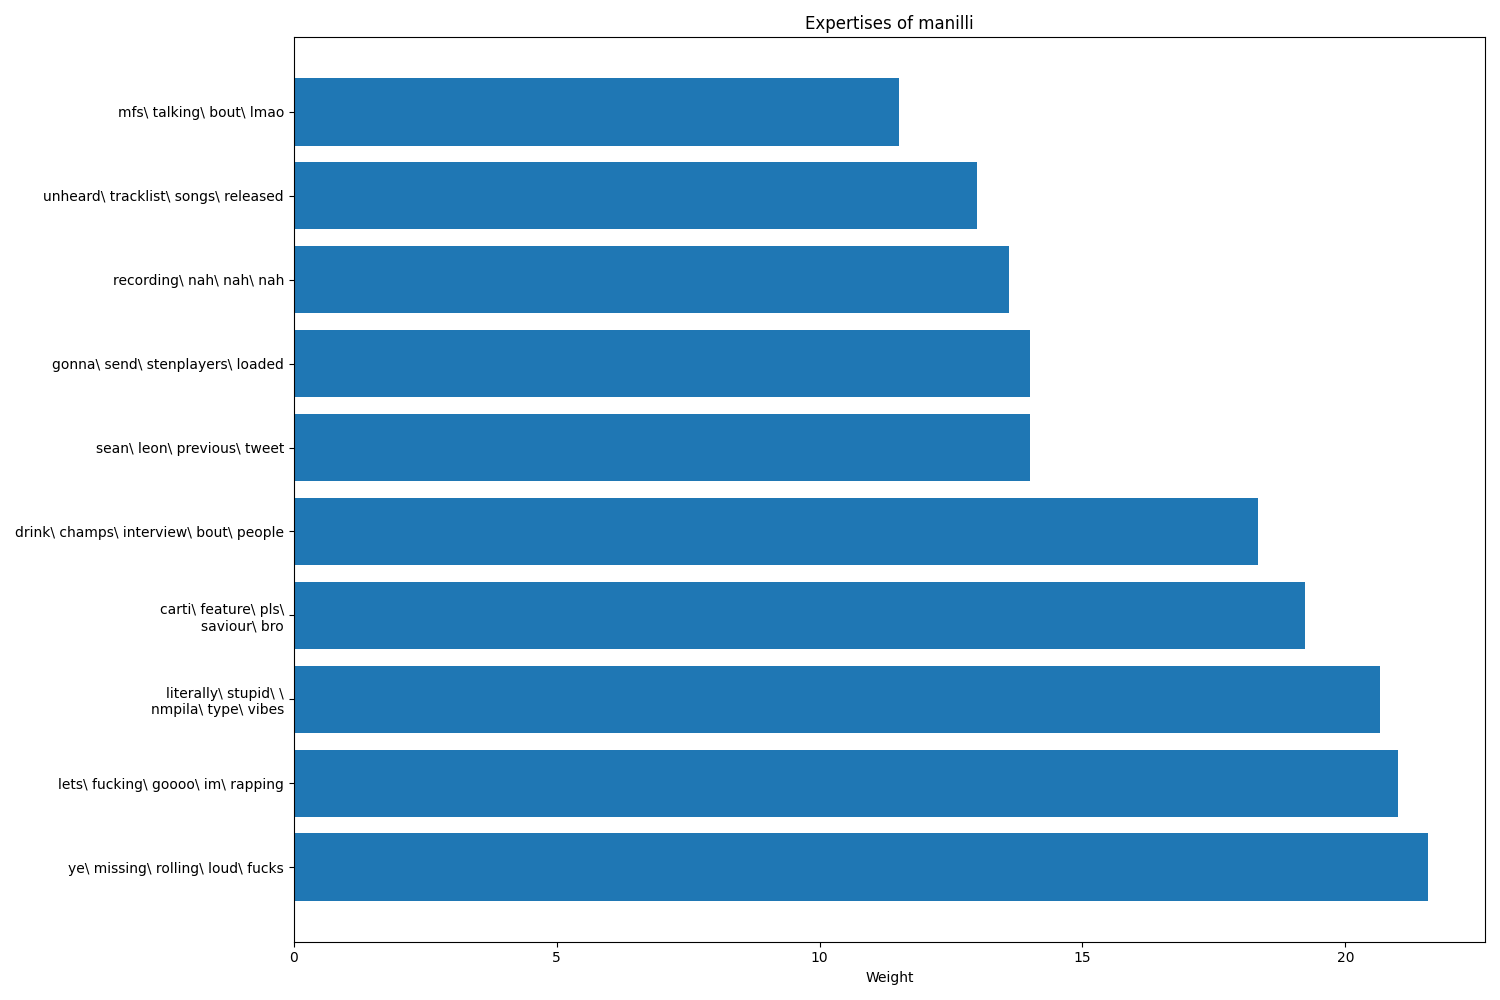 Expertises of manilli
mfs\ talking\ bout\ lmao
unheard\ tracklist\ songs\ released
recording\ nah\ nah\ nah
gonna\ send\ stenplayers\ loaded
sean\ leon\ previous\ tweet
drink\ champs\ interview\ bout\ people
carti\ feature\ pls\
saviour\ bro
literally\ stupid\ \
nmpila\ type\ vibes
lets\ fucking\ goooo\ im\ rapping
ye\ missing\ rolling\ loud\ fucks
0 5 10 15 20
Weight